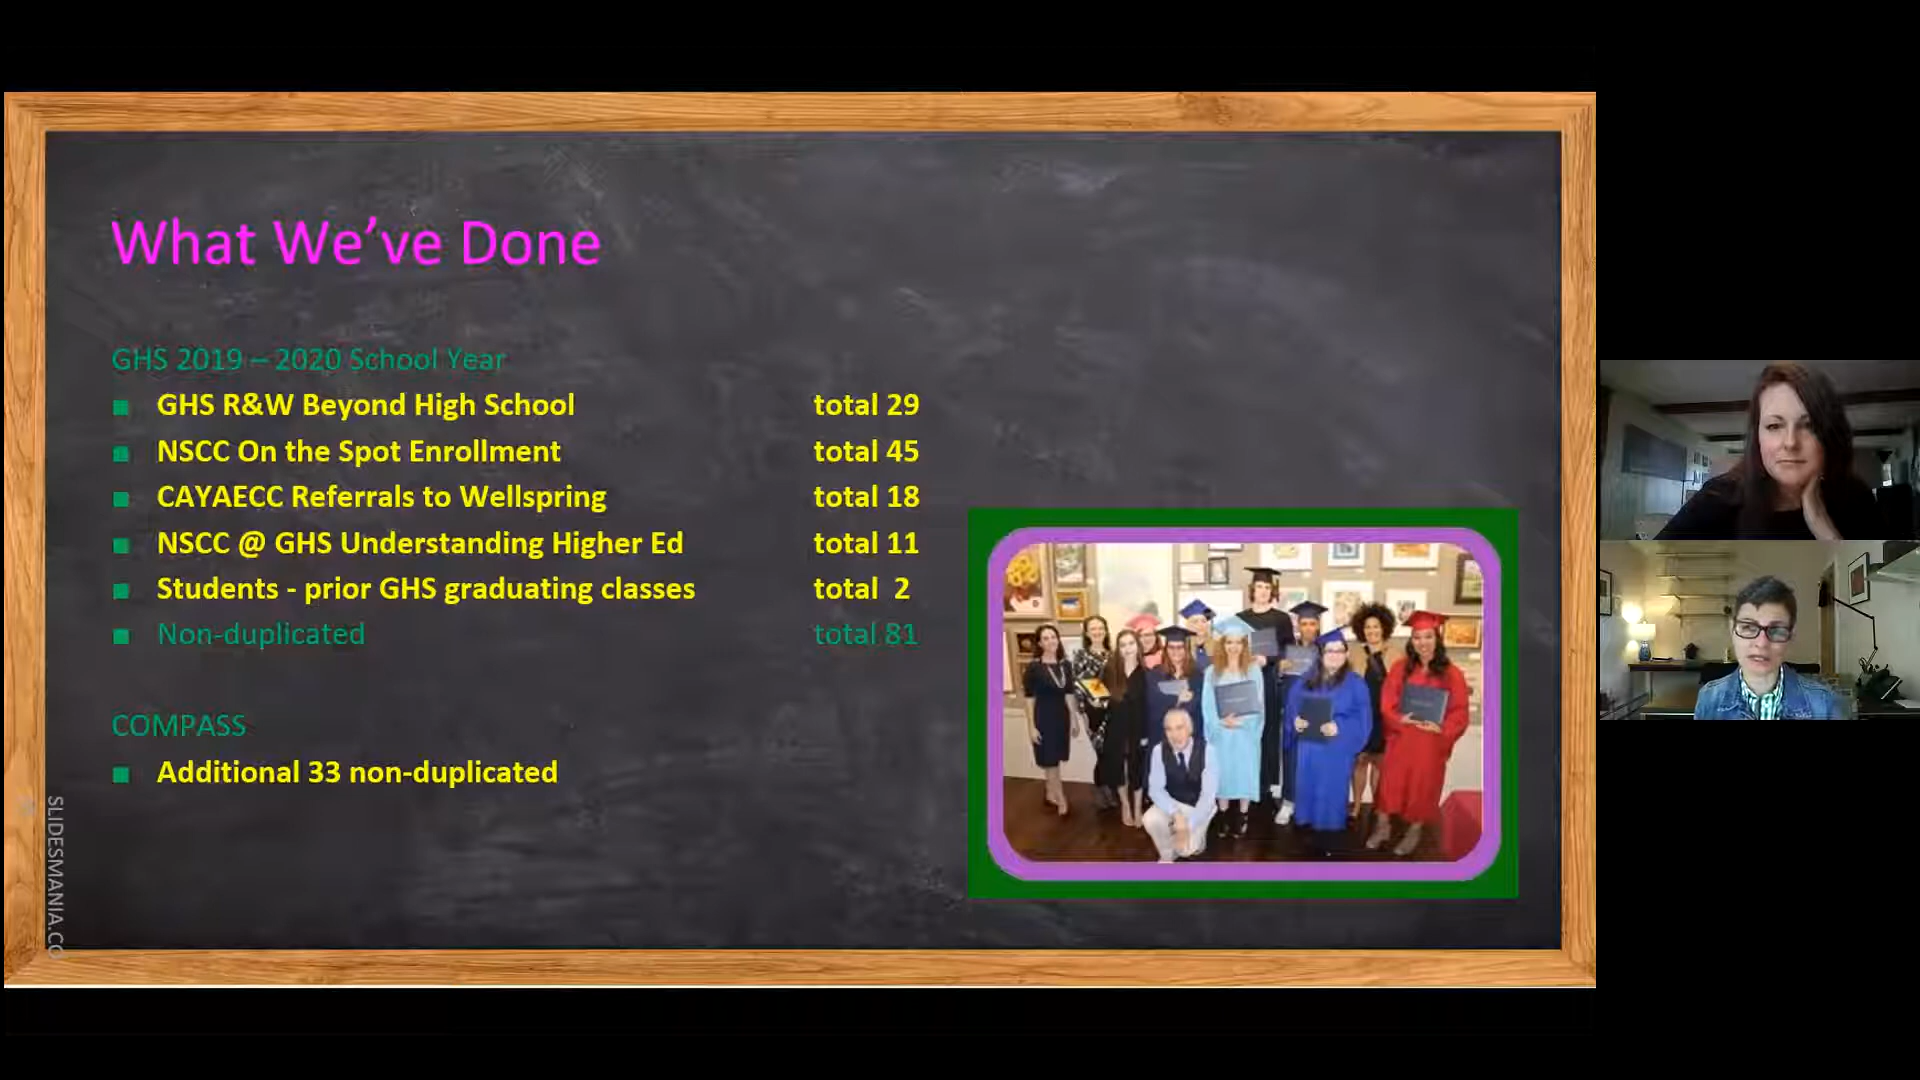 What We’ve Done
GHS 2019 – 2020 School Year
GHS R&W Beyond High School total 29
NSCC On the Spot Enrollment total 45
CAYAECC Referrals to Wellspring total 18
NSCC @ GHS Understanding Higher Ed total 11
Students - prior GHS graduating classes total 2
Non-duplicated total 81
COMPASS
Additional 33 non-duplicated
SLIDESMANIA.CO